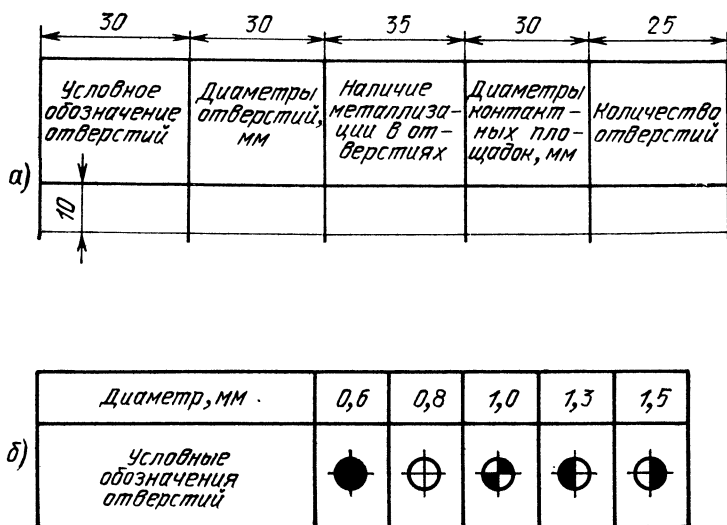 30 30 35 30 25
Условное
обозначение
отверстий
Диаметры
отверстий,
мм
Наличие
металлиза-
ции в от-
верстиях
Диаметры
контакт-
ных пло-
щадок, мм
Количество
отверстий
а)
10
Диаметр, мм 0,6 0,8 1,0 1,3 1,5
б)
Условные
обозначения
отверстий